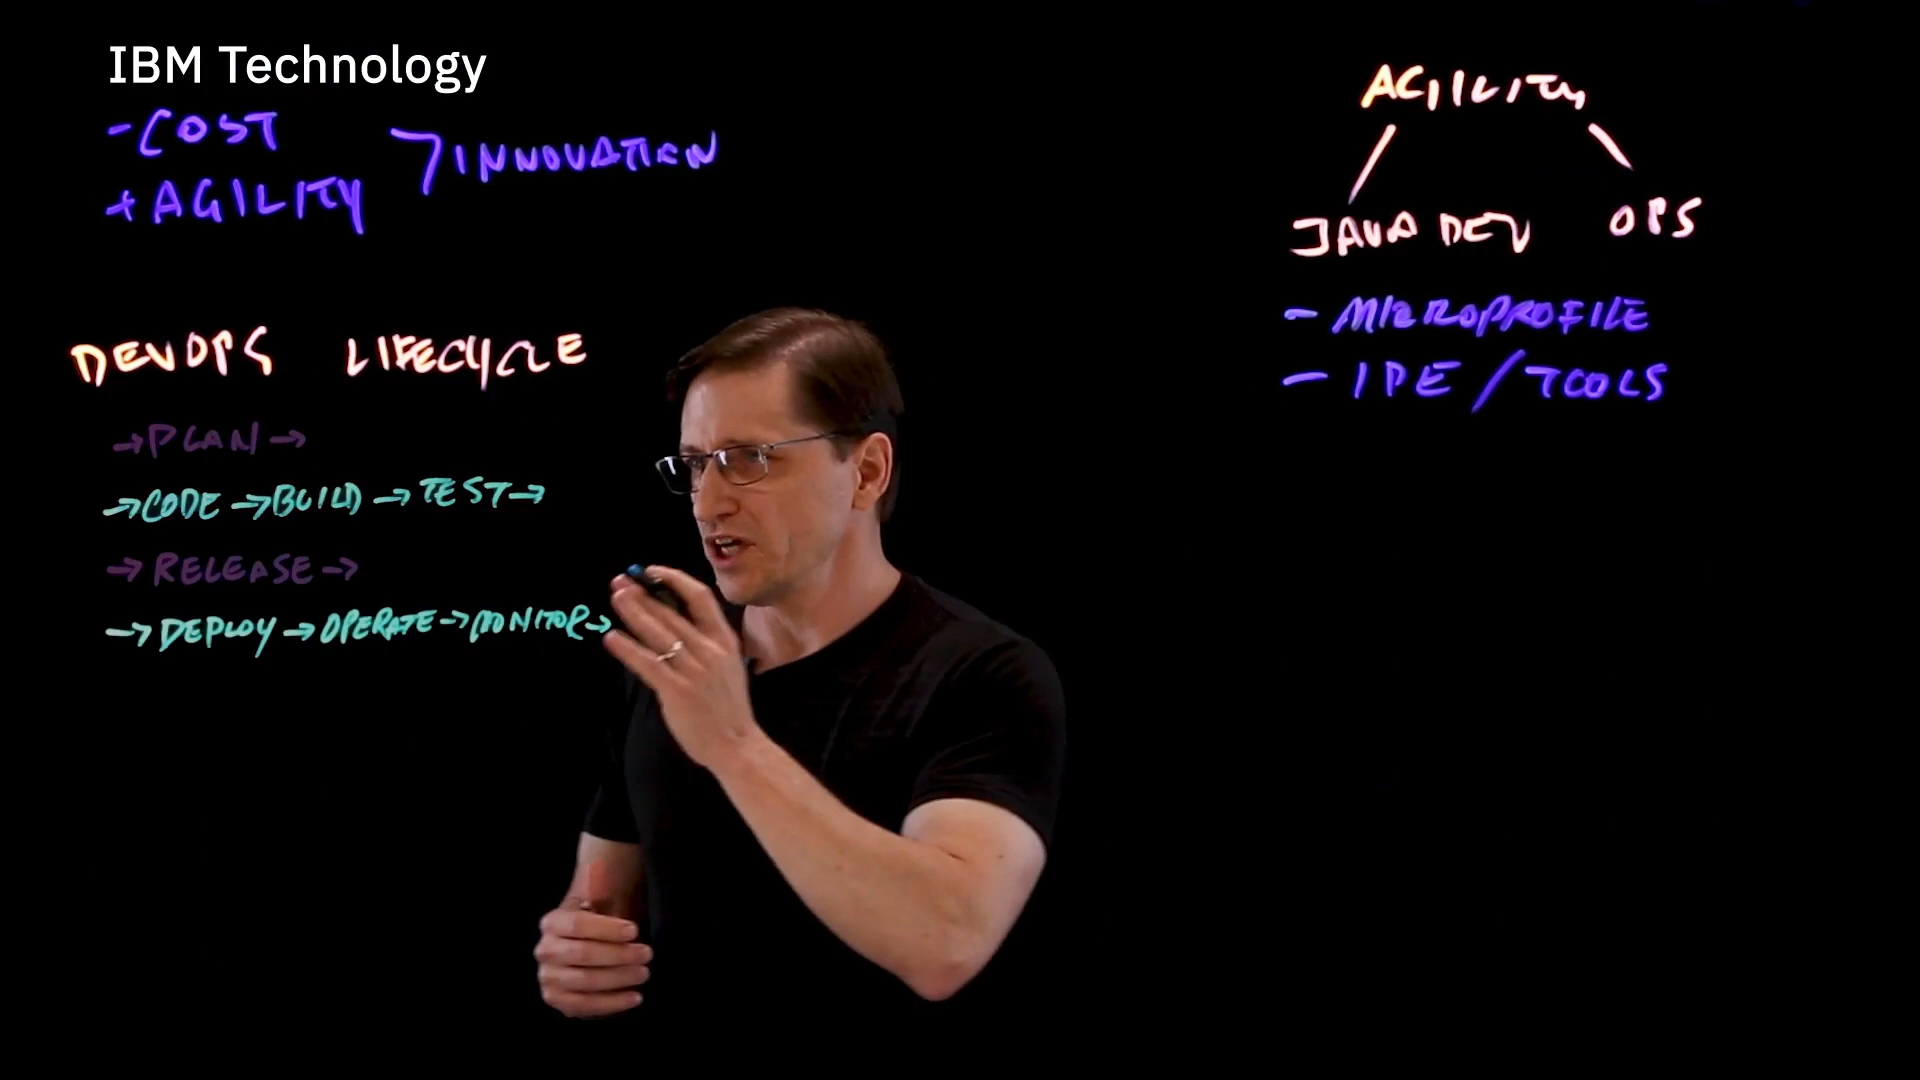 IBM Technology
- COST
+ AGILITY
> INNOVATION
DEVOPS LIFECYCLE
→ PLAN →
→ CODE → BUILD → TEST →
→ RELEASE →
→ DEPLOY → OPERATE → MONITOR →
AGILITY
JAVA DEV OPS
- MICROPROFILE
- IDE / TOOLS